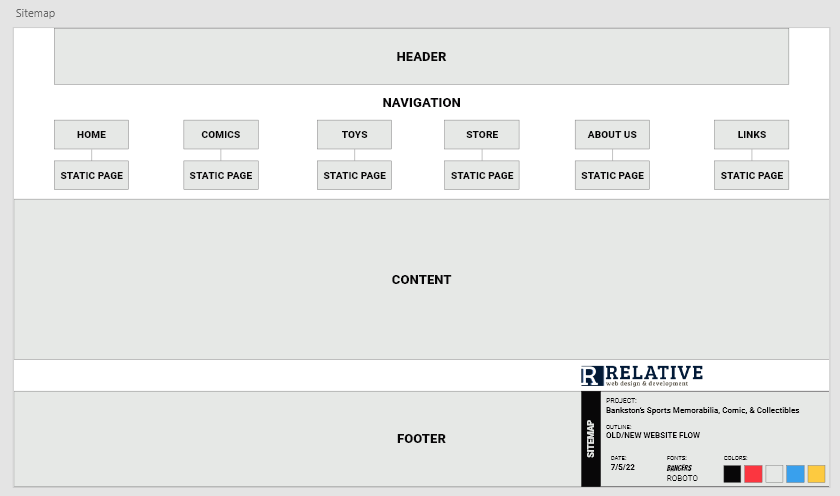 Sitemap
HEADER
NAVIGATION
HOME COMICS TOYS STORE ABOUT US LINKS
STATIC PAGE STATIC PAGE STATIC PAGE STATIC PAGE STATIC PAGE STATIC PAGE
CONTENT
R RELATIVE
web design & development
FOOTER
SITEMAP
PROJECT:
Bankston's Sports Memorabilia, Comic, & Collectibles
OUTLINE:
OLD/NEW WEBSITE FLOW
DATE: FONTS: COLORS:
7/5/22 BANGERS
ROBOTO